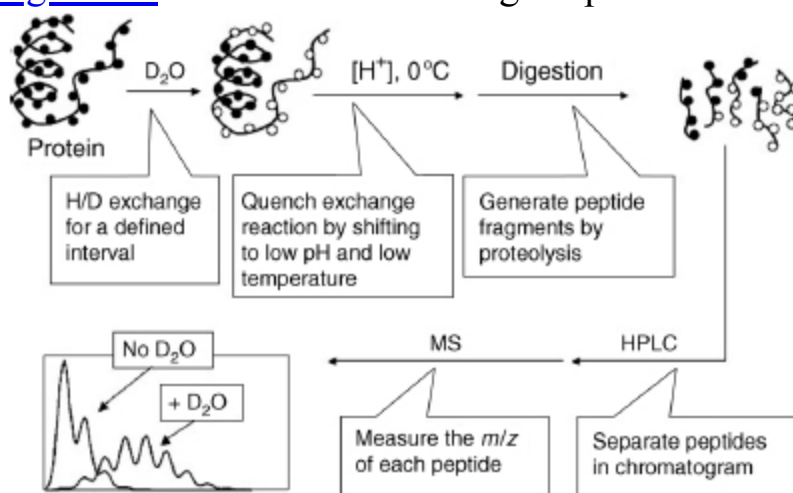 D₂O
[H⁺], 0°C
Digestion
Protein
H/D exchange
for a defined
interval
Quench exchange
reaction by shifting
to low pH and low
temperature
Generate peptide
fragments by
proteolysis
HPLC
MS
Separate peptides
in chromatogram
Measure the m/z
of each peptide
No D₂O
+ D₂O